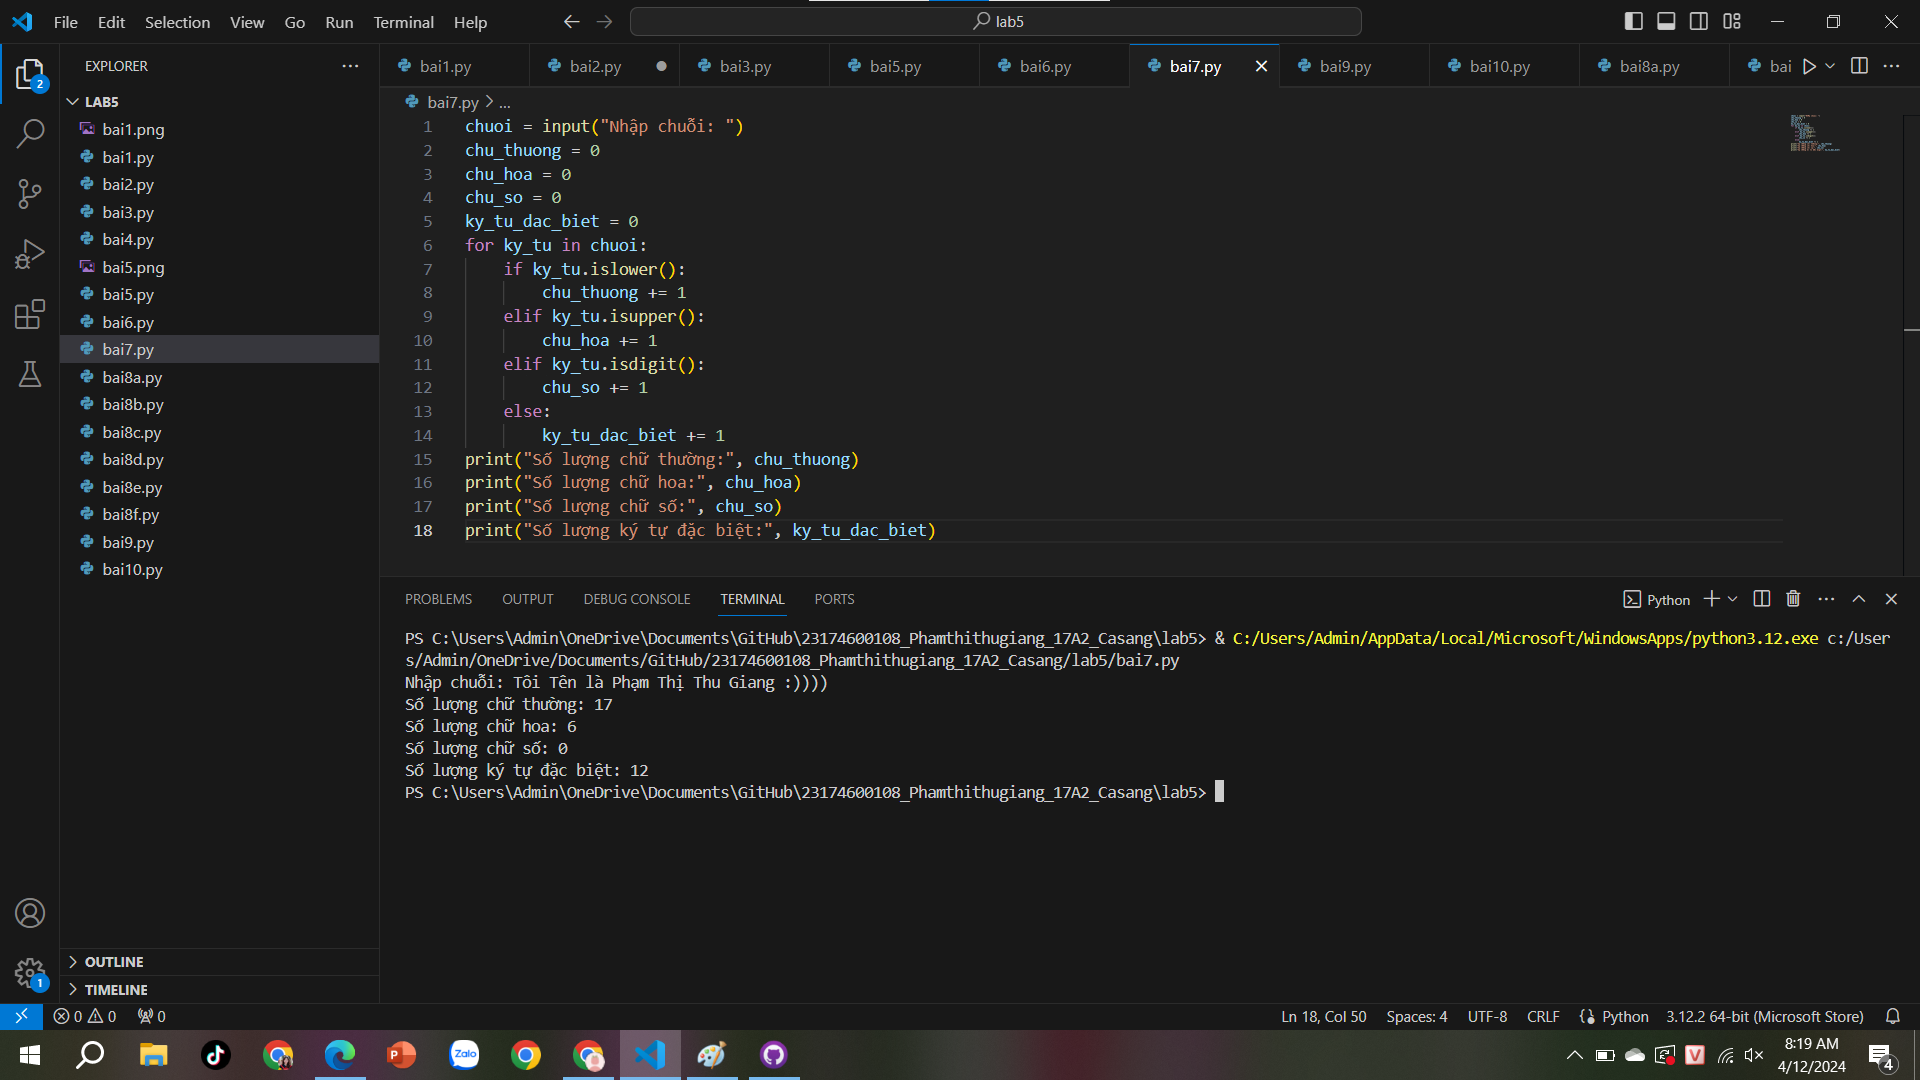 File Edit Selection View Go Run Terminal Help
lab5
EXPLORER
LAB5
bai1.png
bai1.py
bai2.py
bai3.py
bai4.py
bai5.png
bai5.py
bai6.py
bai7.py
bai8a.py
bai8b.py
bai8c.py
bai8d.py
bai8e.py
bai8f.py
bai9.py
bai10.py
OUTLINE
TIMELINE
2
1
bai1.py bai2.py bai3.py bai5.py bai6.py bai7.py bai9.py bai10.py bai8a.py bai
bai7.py > ...
1 chuoi = input("Nhập chuỗi: ")
2 chu_thuong = 0
3 chu_hoa = 0
4 chu_so = 0
5 ky_tu_dac_biet = 0
6 for ky_tu in chuoi:
7 if ky_tu.islower():
8 chu_thuong += 1
9 elif ky_tu.isupper():
10 chu_hoa += 1
11 elif ky_tu.isdigit():
12 chu_so += 1
13 else:
14 ky_tu_dac_biet += 1
15 print("Số lượng chữ thường:", chu_thuong)
16 print("Số lượng chữ hoa:", chu_hoa)
17 print("Số lượng chữ số:", chu_so)
18 print("Số lượng ký tự đặc biệt:", ky_tu_dac_biet)
PROBLEMS OUTPUT DEBUG CONSOLE TERMINAL PORTS
Python
PS C:\Users\Admin\OneDrive\Documents\GitHub\23174600108_Phamthithugiang_17A2_Casang\lab5> & C:/Users/Admin/AppData/Local/Microsoft/WindowsApps/python3.12.exe c:/User
s/Admin/OneDrive/Documents/GitHub/23174600108_Phamthithugiang_17A2_Casang/lab5/bai7.py
Nhập chuỗi: Tôi Tên là Phạm Thị Thu Giang :))))
Số lượng chữ thường: 17
Số lượng chữ hoa: 6
Số lượng chữ số: 0
Số lượng ký tự đặc biệt: 12
PS C:\Users\Admin\OneDrive\Documents\GitHub\23174600108_Phamthithugiang_17A2_Casang\lab5>
0 0 0
Ln 18, Col 50 Spaces: 4 UTF-8 CRLF Python 3.12.2 64-bit (Microsoft Store)
P Zalo V
8:19 AM
4/12/2024
4